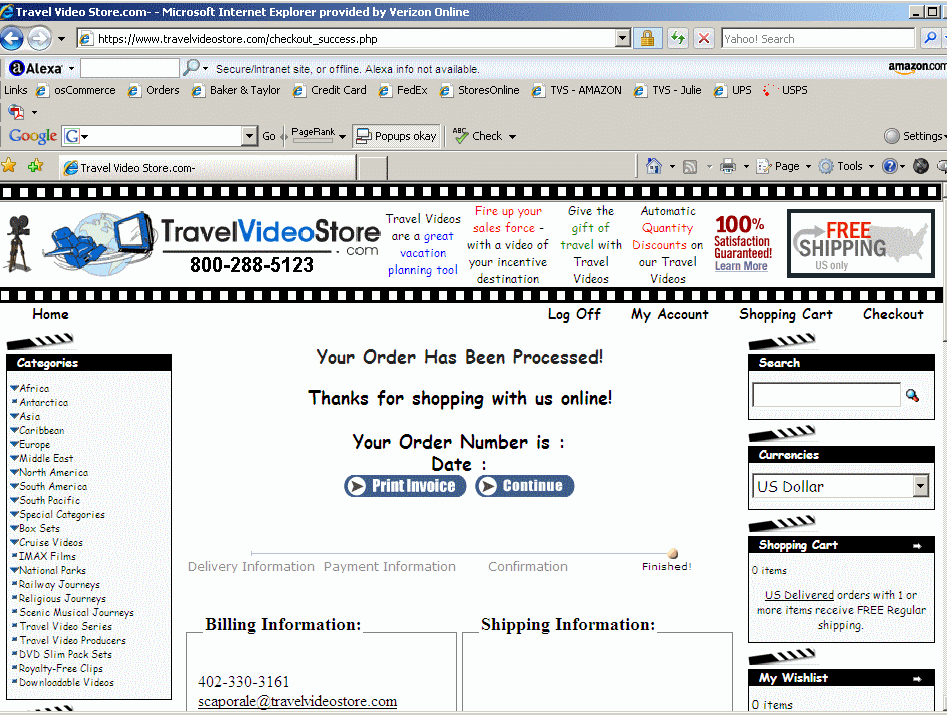 Travel Video Store.com- - Microsoft Internet Explorer provided by Verizon Online
https://www.travelvideostore.com/checkout_success.php
Yahoo! Search
Alexa
Secure/Intranet site, or offline. Alexa info not available.
amazon.com
Links osCommerce Orders Baker & Taylor Credit Card FedEx StoresOnline TVS - AMAZON TVS - Julie UPS USPS
Google G Go PageRank Popups okay ABC Check Settings
Travel Video Store.com-
Page Tools
TravelVideoStore
.com
800-288-5123
Travel Videos
are a great
vacation
planning tool
Fire up your
sales force -
with a video of
your incentive
destination
Give the
gift of
travel with
Travel
Videos
Automatic
Quantity
Discounts on
our Travel
Videos
100%
Satisfaction
Guaranteed!
Learn More
FREE
SHIPPING
US only
Home Log Off My Account Shopping Cart Checkout
Categories
Africa
Antarctica
Asia
Caribbean
Europe
Middle East
North America
South America
South Pacific
Special Categories
Box Sets
Cruise Videos
IMAX Films
National Parks
Railway Journeys
Religious Journeys
Scenic Musical Journeys
Travel Video Series
Travel Video Producers
DVD Slim Pack Sets
Royalty-Free Clips
Downloadable Videos
Your Order Has Been Processed!
Thanks for shopping with us online!
Your Order Number is :
Date :
Print Invoice Continue
Delivery Information Payment Information Confirmation Finished!
Billing Information:
402-330-3161
scaporale@travelvideostore.com
Shipping Information:
Search
Currencies
US Dollar
Shopping Cart
0 items
US Delivered orders with 1 or
more items receive FREE Regular
shipping.
My Wishlist
0 items